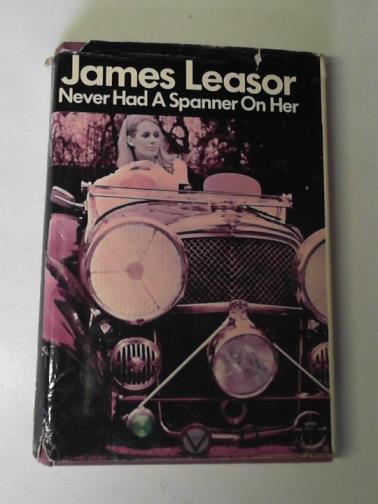 James Leasor
Never Had A Spanner On Her